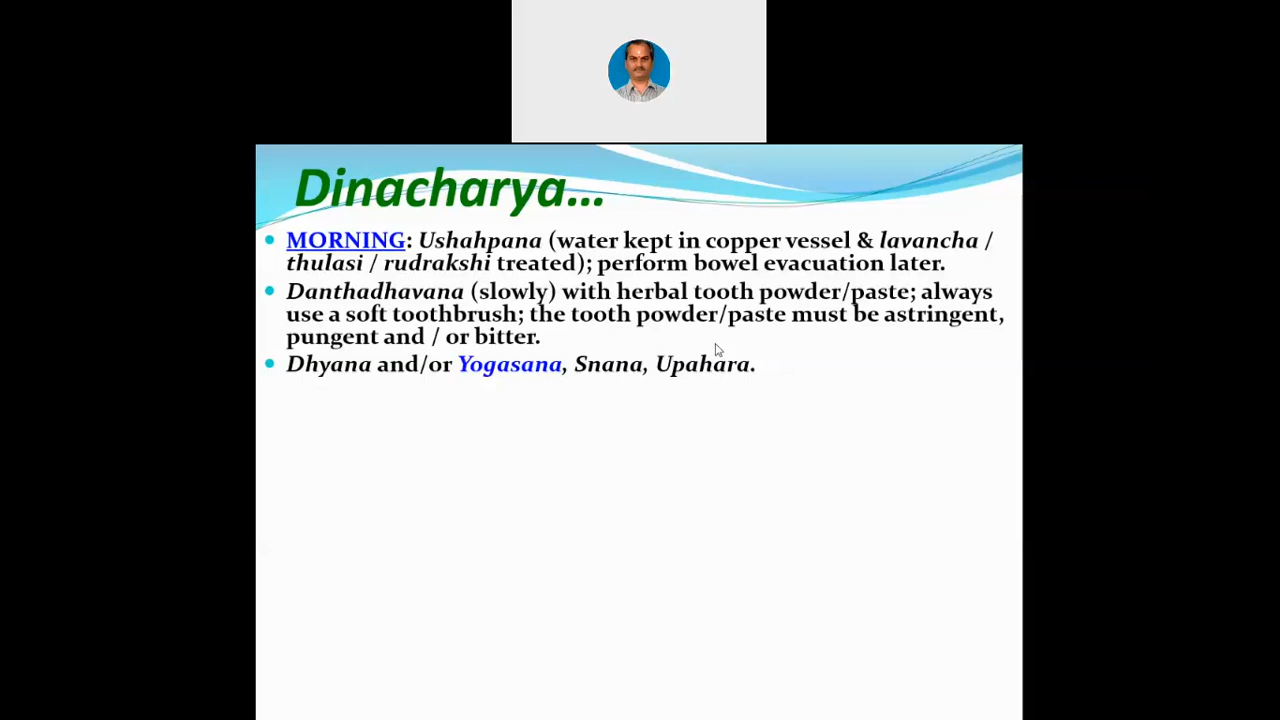 Dinacharya...
• MORNING: Ushahpana (water kept in copper vessel & lavancha /
thulasi / rudrakshi treated); perform bowel evacuation later.
• Danthadhavana (slowly) with herbal tooth powder/paste; always
use a soft toothbrush; the tooth powder/paste must be astringent,
pungent and / or bitter.
• Dhyana and/or Yogasana, Snana, Upahara.